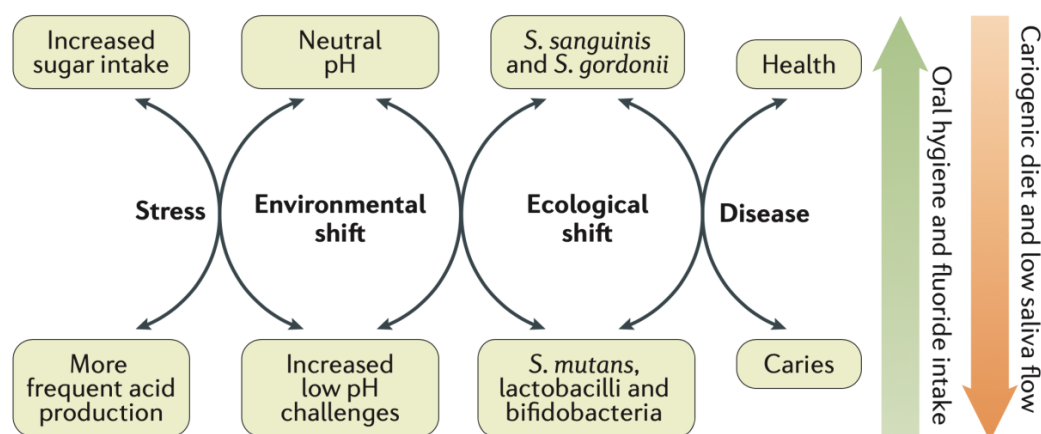 Increased
sugar intake
Neutral
pH
S. sanguinis
and S. gordonii
Health
Stress
Environmental
shift
Ecological
shift
Disease
More
frequent acid
production
Increased
low pH
challenges
S. mutans,
lactobacilli and
bifidobacteria
Caries
Oral hygiene and fluoride intake
Cariogenic diet and low saliva flow